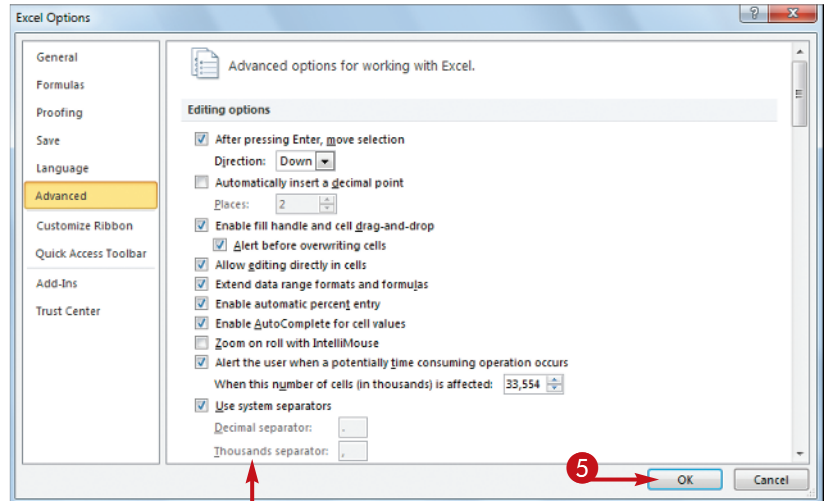 Excel Options
General
Formulas
Proofing
Save
Language
Advanced
Customize Ribbon
Quick Access Toolbar
Add-Ins
Trust Center
Advanced options for working with Excel.
Editing options
After pressing Enter, move selection
Direction: Down
Automatically insert a decimal point
Places: 2
Enable fill handle and cell drag-and-drop
Alert before overwriting cells
Allow editing directly in cells
Extend data range formats and formulas
Enable automatic percent entry
Enable AutoComplete for cell values
Zoom on roll with IntelliMouse
Alert the user when a potentially time consuming operation occurs
When this number of cells (in thousands) is affected: 33,554
Use system separators
Decimal separator: .
Thousands separator: ,
5
OK Cancel